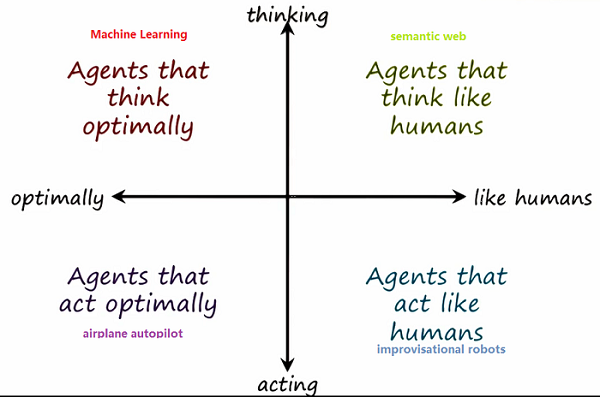 thinking
Machine Learning
semantic web
Agents that
think
optimally
Agents that
think like
humans
optimally
like humans
Agents that
act optimally
airplane autopilot
Agents that
act like
humans
improvisational robots
acting